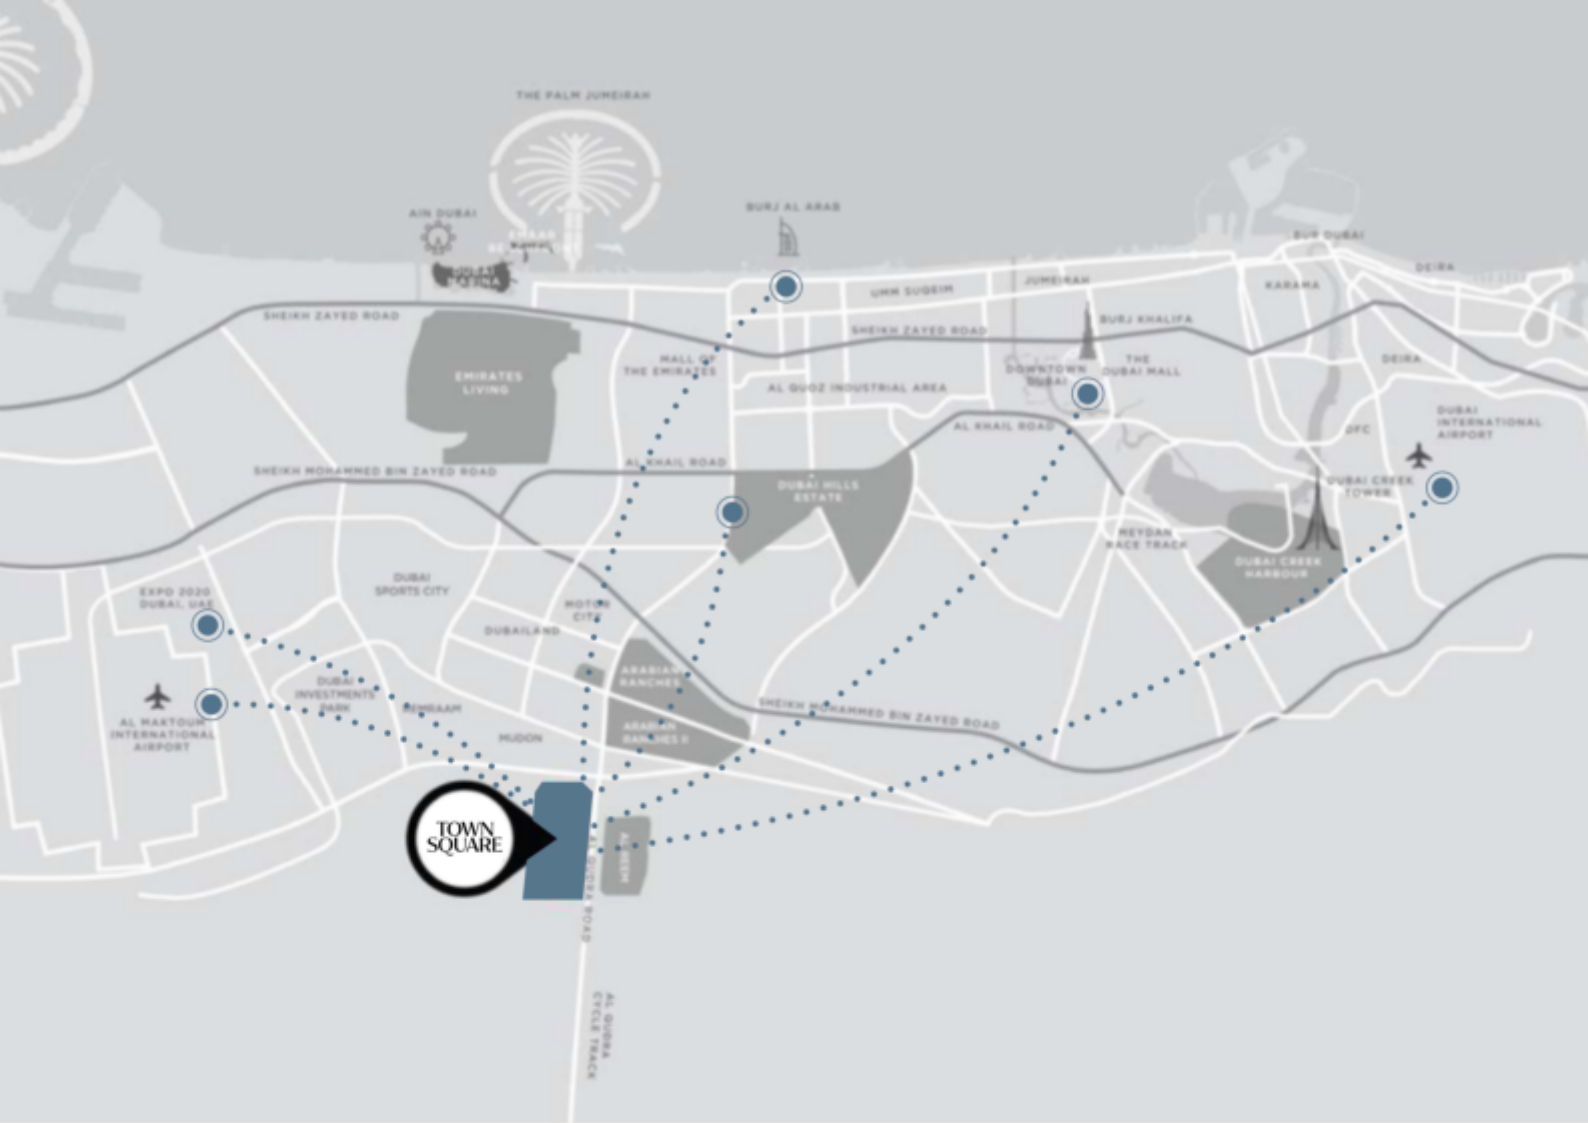 THE PALM JUMEIRAH
AIN DUBAI
BURJ AL ARAB
BUR DUBAI
DEIRA
JUMEIRAH
KARAMA
UMM SUQEIM
SHEIKH ZAYED ROAD
SHEIKH ZAYED ROAD
BURJ KHALIFA
MALL OF
THE EMIRATES
EMIRATES
LIVING
AL QUOZ INDUSTRIAL AREA
DOWNTOWN
DUBAI
THE
DUBAI MALL
DEIRA
DUBAI
INTERNATIONAL
AIRPORT
AL KHAIL ROAD
SHEIKH MOHAMMED BIN ZAYED ROAD
AL KHAIL ROAD
DUBAI HILLS
ESTATE
DUBAI CREEK
TOWER
MEYDAN
RACE TRACK
DUBAI CREEK
HARBOUR
EXPO 2020
DUBAI, UAE
DUBAI
SPORTS CITY
MOTOR
CITY
DUBAILAND
ARABIAN
RANCHES
DUBAI
INVESTMENTS
PARK
REMRAAM
AL MAKTOUM
INTERNATIONAL
AIRPORT
MUDON
ARABIAN
RANCHES II
SHEIKH MOHAMMED BIN ZAYED ROAD
TOWN
SQUARE
AL QUDRA ROAD
AL QUDRA
CYCLE TRACK